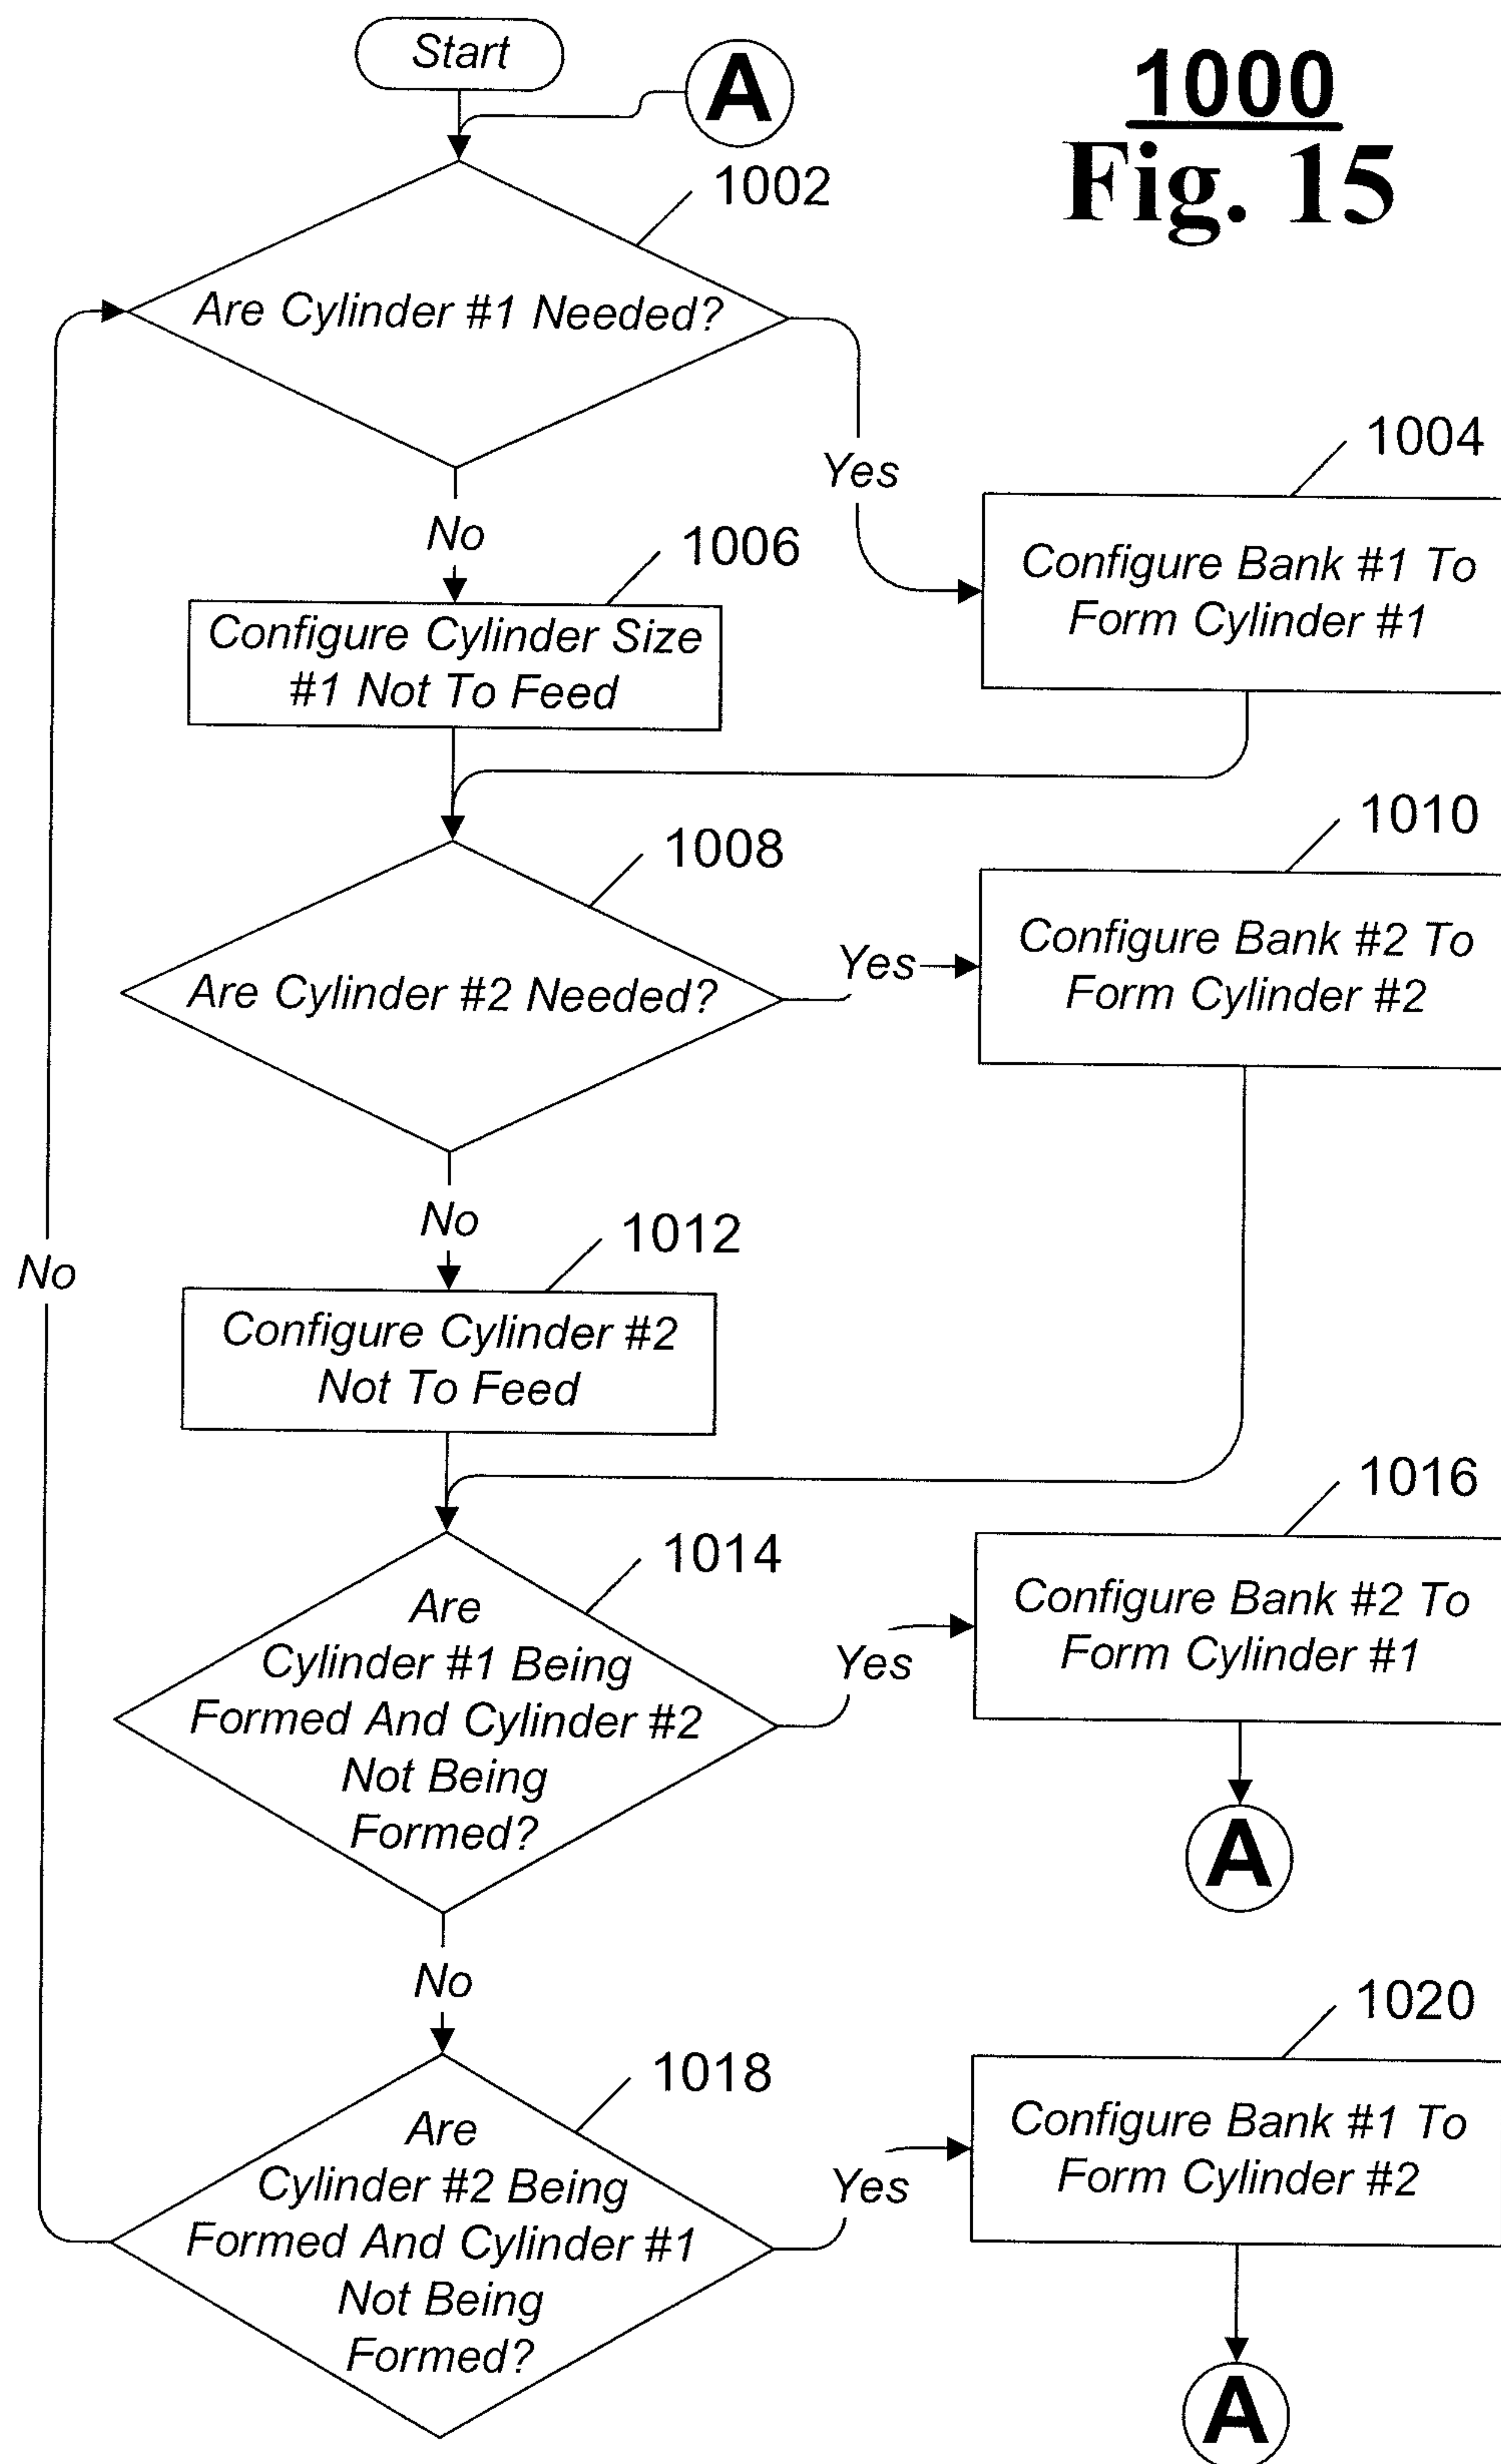 Start
A
1000
Fig. 15
1002
Are Cylinder #1 Needed?
Yes
1004
Configure Bank #1 To
Form Cylinder #1
No
1006
Configure Cylinder Size
#1 Not To Feed
1008
Are Cylinder #2 Needed?
Yes
1010
Configure Bank #2 To
Form Cylinder #2
No
1012
Configure Cylinder #2
Not To Feed
No
1014
Are
Cylinder #1 Being
Formed And Cylinder #2
Not Being
Formed?
Yes
1016
Configure Bank #2 To
Form Cylinder #1
A
No
1018
Are
Cylinder #2 Being
Formed And Cylinder #1
Not Being
Formed?
Yes
1020
Configure Bank #1 To
Form Cylinder #2
A